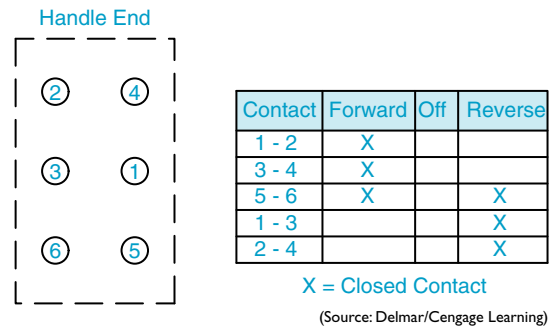 Handle End
2 4
3 1
6 5
Contact Forward Off Reverse
1 - 2 X
3 - 4 X
5 - 6 X X
1 - 3 X
2 - 4 X
X = Closed Contact
(Source: Delmar/Cengage Learning)